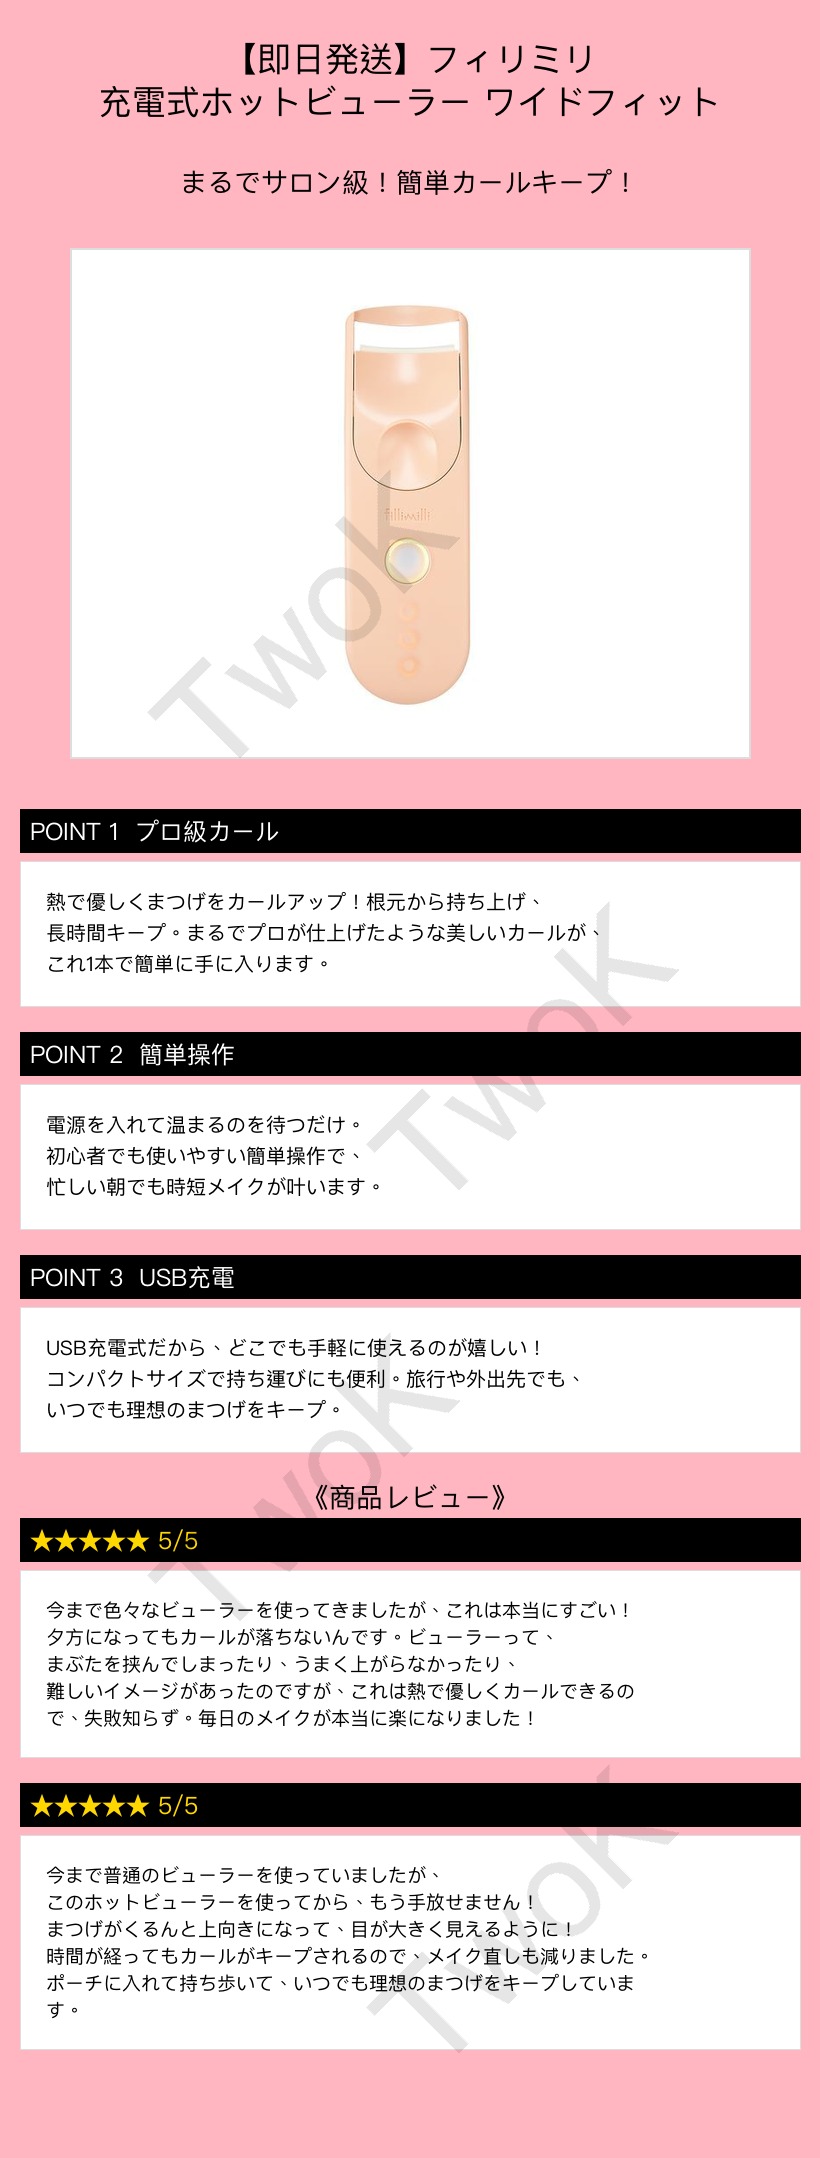 【即日発送】フィリミリ
充電式ホットビューラー ワイドフィット
まるでサロン級！簡単カールキープ！
fillimilli
TwoK
POINT 1 プロ級カール
熱で優しくまつげをカールアップ！根元から持ち上げ、
長時間キープ。まるでプロが仕上げたような美しいカールが、
これ1本で簡単に手に入ります。
TwoK
POINT 2 簡単操作
電源を入れて温まるのを待つだけ。
初心者でも使いやすい簡単操作で、
忙しい朝でも時短メイクが叶います。
POINT 3 USB充電
USB充電式だから、どこでも手軽に使えるのが嬉しい！
コンパクトサイズで持ち運びにも便利。旅行や外出先でも、
いつでも理想のまつげをキープ。
TwoK
《商品レビュー》
★★★★★ 5/5
今まで色々なビューラーを使ってきましたが、これは本当にすごい！
夕方になってもカールが落ちないんです。ビューラーって、
まぶたを挟んでしまったり、うまく上がらなかったり、
難しいイメージがあったのですが、これは熱で優しくカールできるの
で、失敗知らず。毎日のメイクが本当に楽になりました！
★★★★★ 5/5
今まで普通のビューラーを使っていましたが、
このホットビューラーを使ってから、もう手放せません！
まつげがくるんと上向きになって、目が大きく見えるように！
時間が経ってもカールがキープされるので、メイク直しも減りました。
ポーチに入れて持ち歩いて、いつでも理想のまつげをキープしていま
す。
TwoK